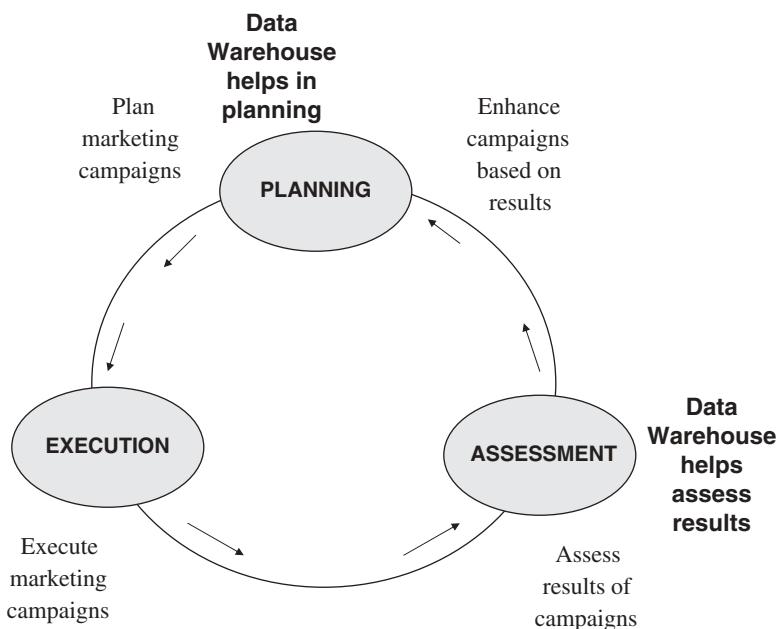 Data
Warehouse
helps in
planning
Plan
marketing
campaigns
Enhance
campaigns
based on
results
PLANNING
EXECUTION
ASSESSMENT
Data
Warehouse
helps
assess
results
Execute
marketing
campaigns
Assess
results of
campaigns